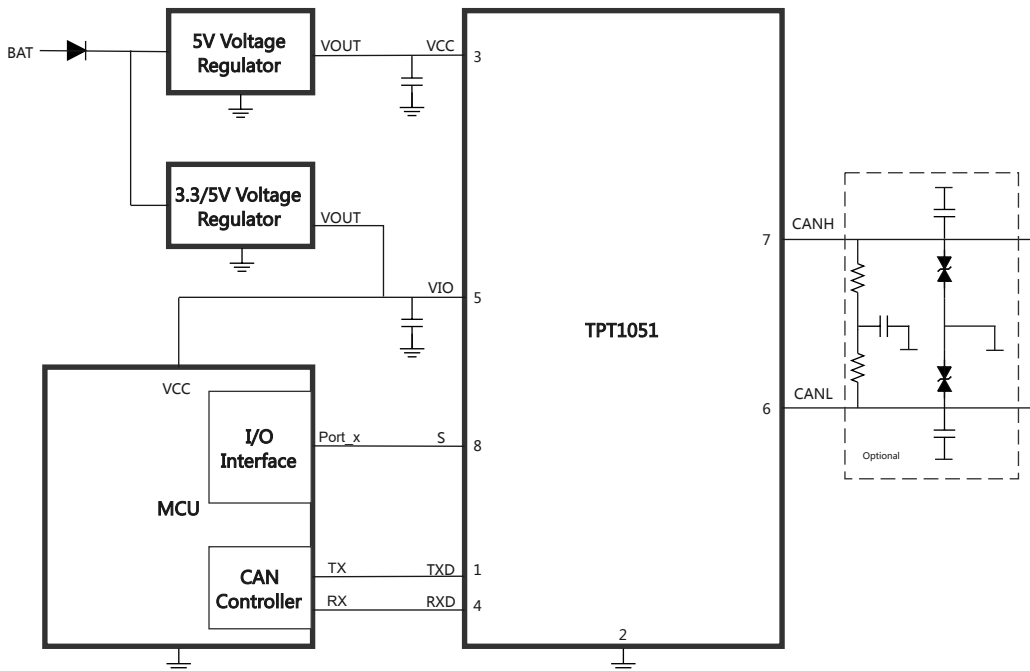 BAT
5V Voltage
Regulator
VOUT
VCC
3
3.3/5V Voltage
Regulator
VOUT
VIO
5
TPT1051
7
CANH
6
CANL
Optional
VCC
I/O
Interface
Port_x
S
8
MCU
CAN
Controller
TX
TXD
1
RX
RXD
4
2